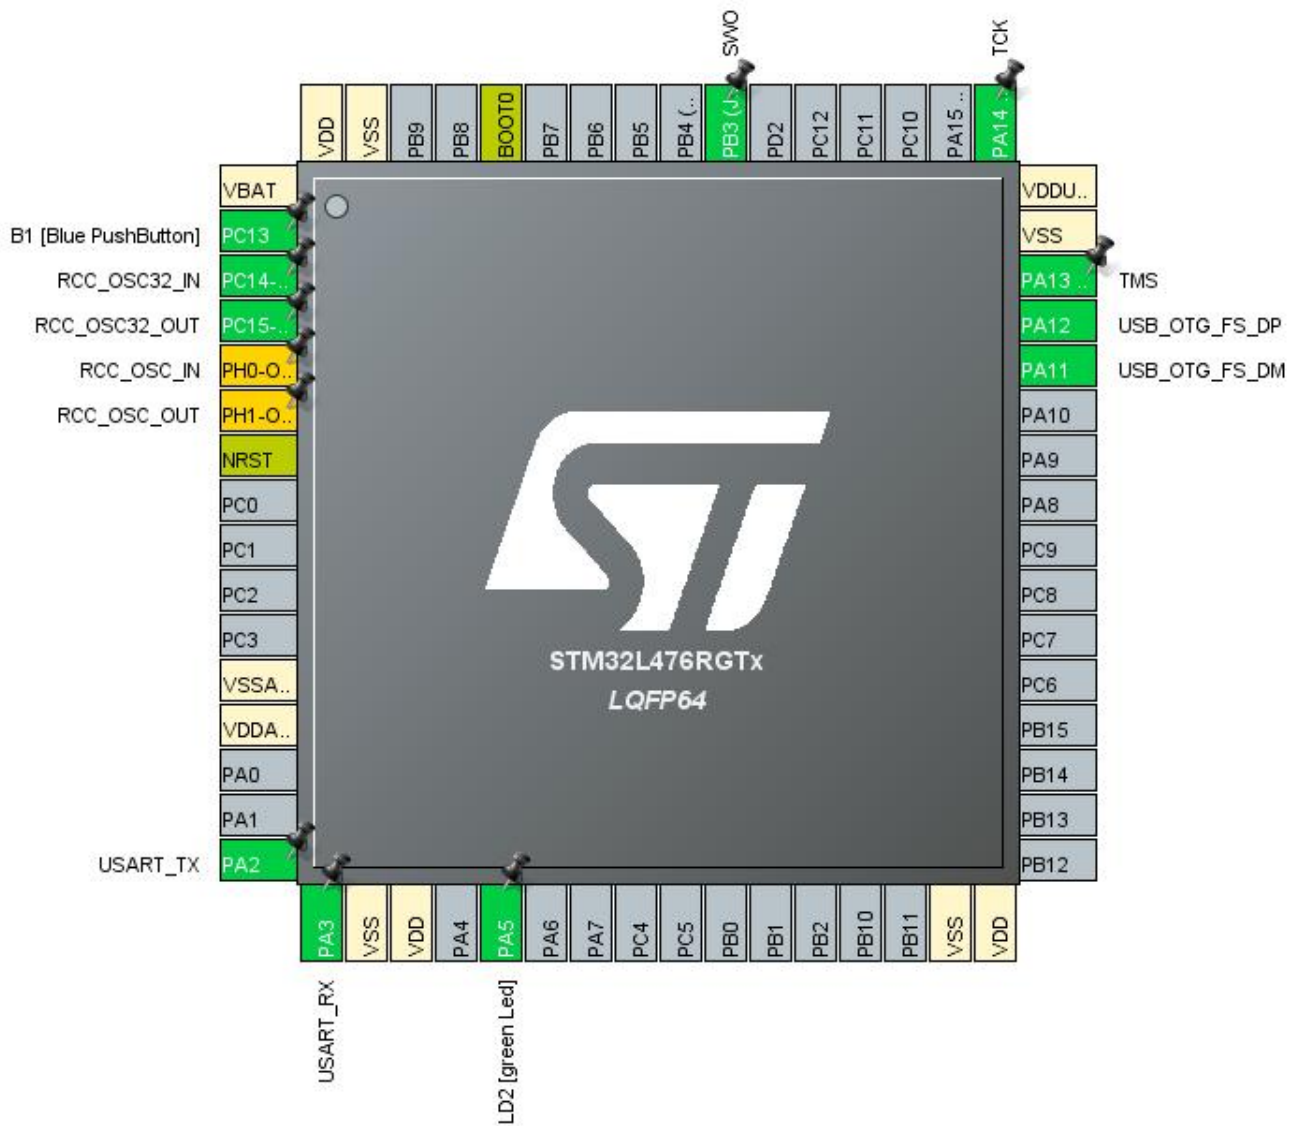 SWO
TCK
VDD
VSS
PB9
PB8
BOOT0
PB7
PB6
PB5
PB4 (..
PB3 (J..
PD2
PC12
PC11
PC10
PA15 ..
PA14 ..
VBAT
B1 [Blue PushButton] PC13
RCC_OSC32_IN PC14-..
RCC_OSC32_OUT PC15-..
RCC_OSC_IN PH0-O..
RCC_OSC_OUT PH1-O..
NRST
PC0
PC1
PC2
PC3
VSSA..
VDDA..
PA0
PA1
USART_TX PA2
VDDU..
VSS
PA13 .. TMS
PA12 USB_OTG_FS_DP
PA11 USB_OTG_FS_DM
PA10
PA9
PA8
PC9
PC8
PC7
PC6
PB15
PB14
PB13
PB12
ST
STM32L476RGTx
LQFP64
PA3
VSS
VDD
PA4
PA5
PA6
PA7
PC4
PC5
PB0
PB1
PB2
PB10
PB11
VSS
VDD
USART_RX
LD2 [green Led]